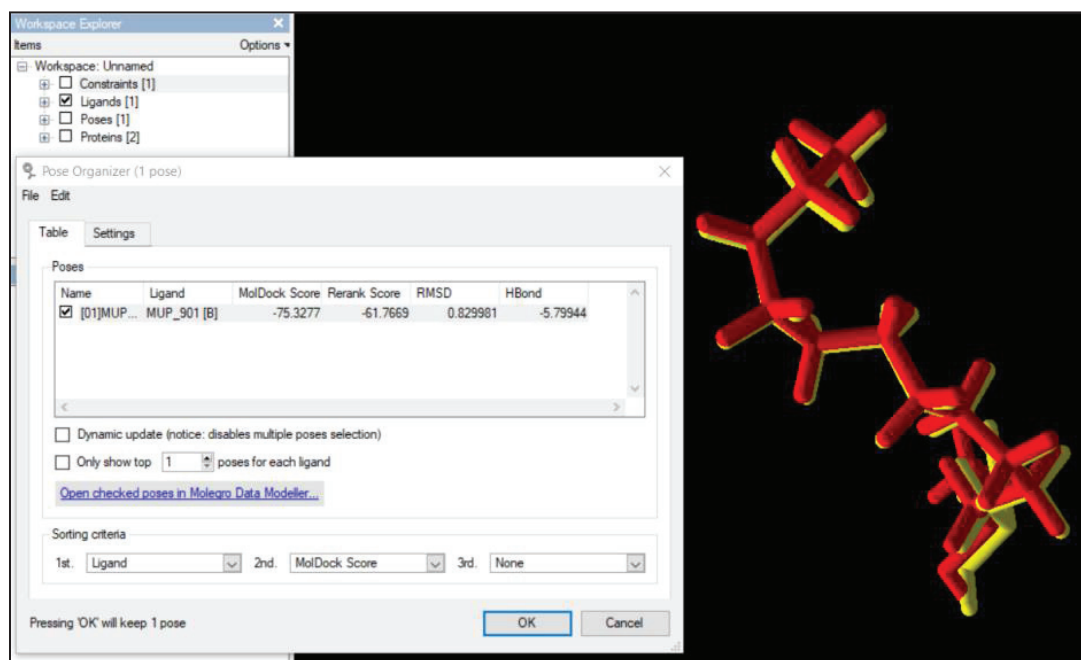 Workspace Explorer
Items Options
Workspace: Unnamed
Constraints [1]
Ligands [1]
Poses [1]
Proteins [2]
Pose Organizer (1 pose)
File Edit
Table Settings
Poses
Name Ligand MolDock Score Rerank Score RMSD HBond
[01]MUP... MUP_901 [B] -75.3277 -61.7669 0.829981 -5.79944
Dynamic update (notice: disables multiple poses selection)
Only show top 1 poses for each ligand
Open checked poses in Molegro Data Modeller...
Sorting criteria
1st. Ligand 2nd. MolDock Score 3rd. None
Pressing 'OK' will keep 1 pose OK Cancel